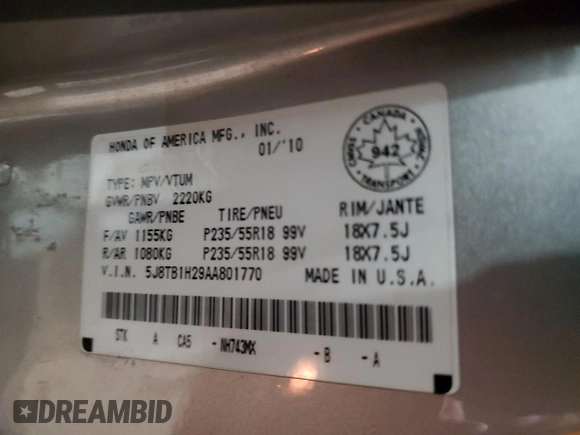 HONDA OF AMERICA MFG., INC.
01/'10
CANADA
942
TRANSPORT
TYPE: MPV/VTUM
GVWR/PNBV 2220KG
GAWR/PNBE TIRE/PNEU RIM/JANTE
F/AV 1155KG P235/55R18 99V 18X7.5J
R/AR 1080KG P235/55R18 99V 18X7.5J
V.I.N. 5J8TB1H29AA801770 MADE IN U.S.A.
STK A CA5 - NH743MX - B - A
DREAMBID